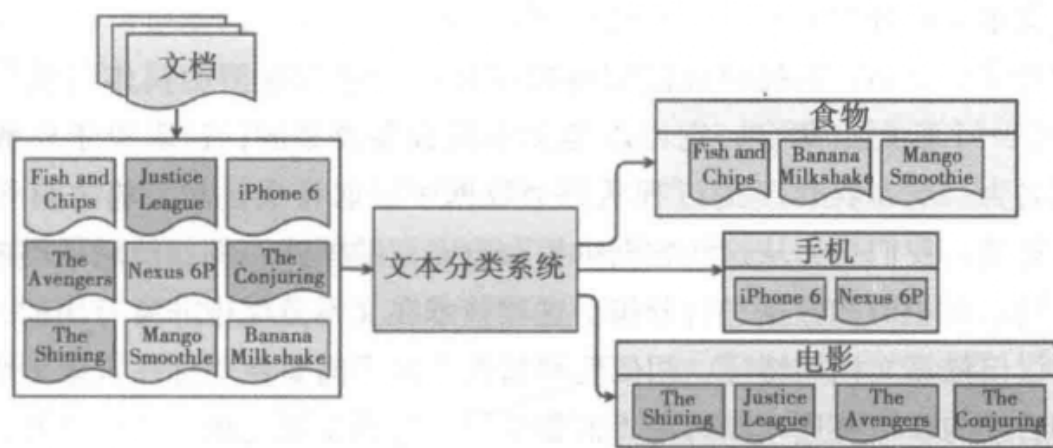 文档
Fish and
Chips
Justice
League
iPhone 6
The
Avengers
Nexus 6P
The
Conjuring
The
Shining
Mango
Smoothle
Banana
Milkshake
文本分类系统
食物
Fish and
Chips
Banana
Milkshake
Mango
Smoothie
手机
iPhone 6
Nexus 6P
电影
The
Shining
Justice
League
The
Avengers
The
Conjuring